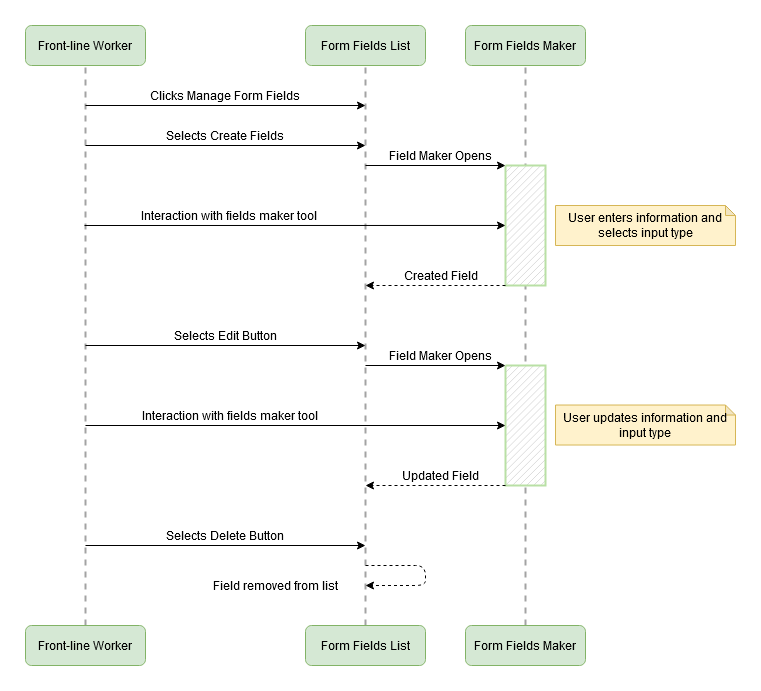 Front-line Worker
Form Fields List
Form Fields Maker
Clicks Manage Form Fields
Selects Create Fields
Field Maker Opens
Interaction with fields maker tool
User enters information and
selects input type
Created Field
Selects Edit Button
Field Maker Opens
Interaction with fields maker tool
User updates information and
input type
Updated Field
Selects Delete Button
Field removed from list
Front-line Worker
Form Fields List
Form Fields Maker